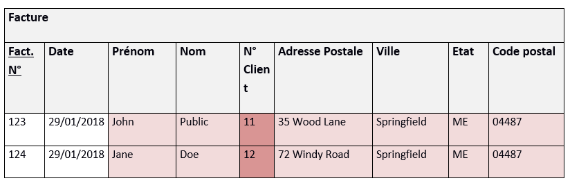 Facture
Fact. N° Date Prénom Nom N° Client Adresse Postale Ville Etat Code postal
123 29/01/2018 John Public 11 35 Wood Lane Springfield ME 04487
124 29/01/2018 Jane Doe 12 72 Windy Road Springfield ME 04487